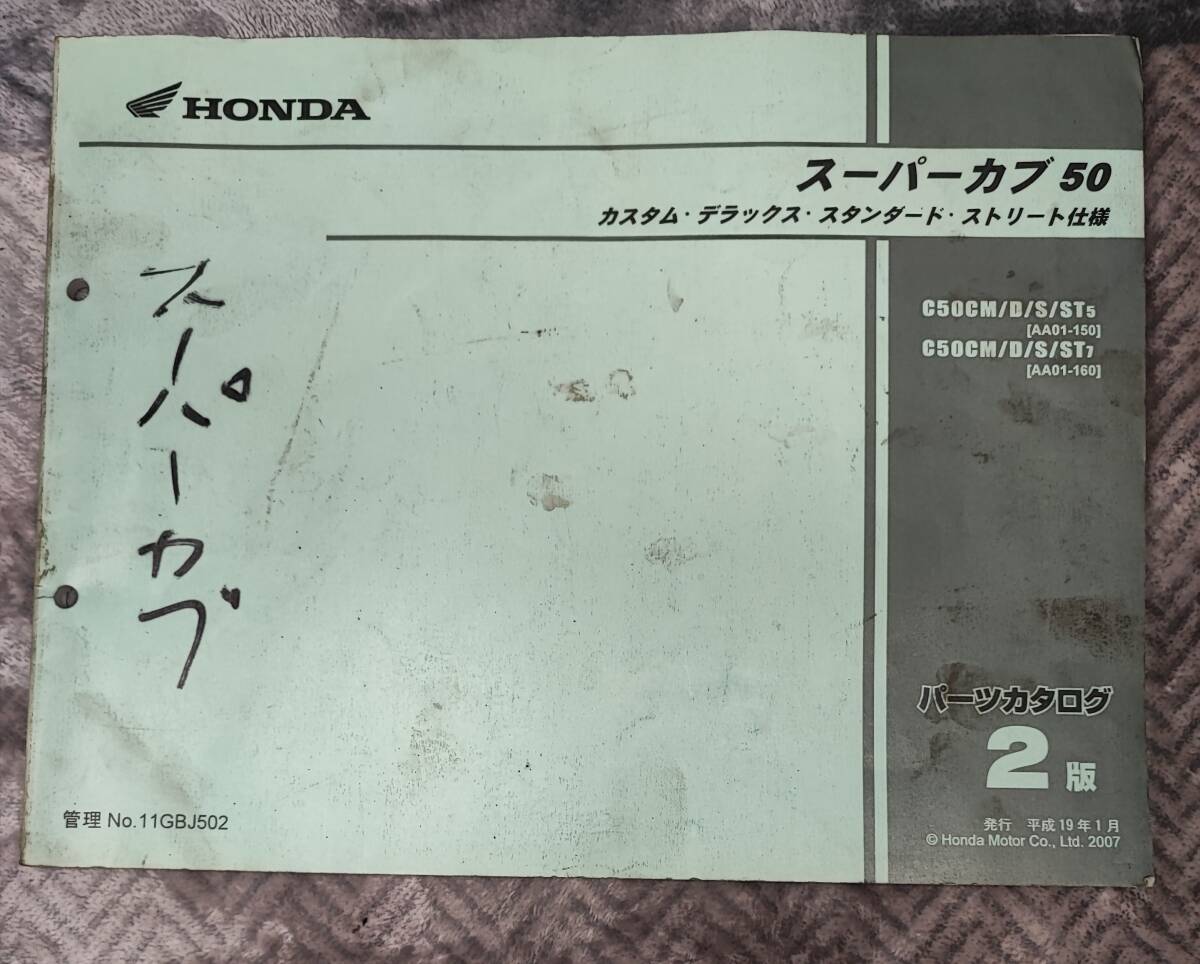 HONDA
スーパーカブ 50
カスタム・デラックス・スタンダード・ストリート仕様
C50CM/D/S/ST5
[AA01-150]
C50CM/D/S/ST7
[AA01-160]
スーパーカブ
パーツカタログ
2版
管理 No.11GBJ502
発行 平成19年1月
© Honda Motor Co., Ltd. 2007